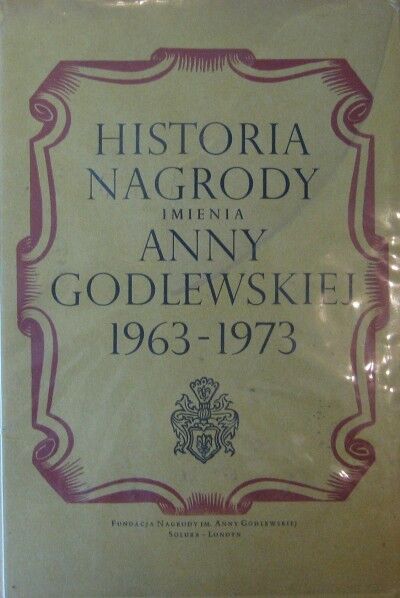 HISTORIA
NAGRODY
IMIENIA
ANNY
GODLEWSKIEJ
1963-1973
FUNDACJA NAGRODY IM. ANNY GODLEWSKIEJ
SOLURA - LONDYN